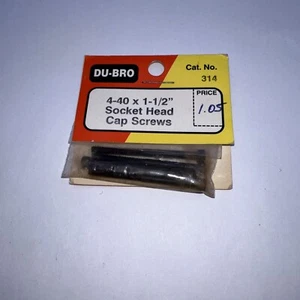 DU-BRO
Cat. No.
314
PRICE
1.05
4-40 x 1-1/2"
Socket Head
Cap Screws